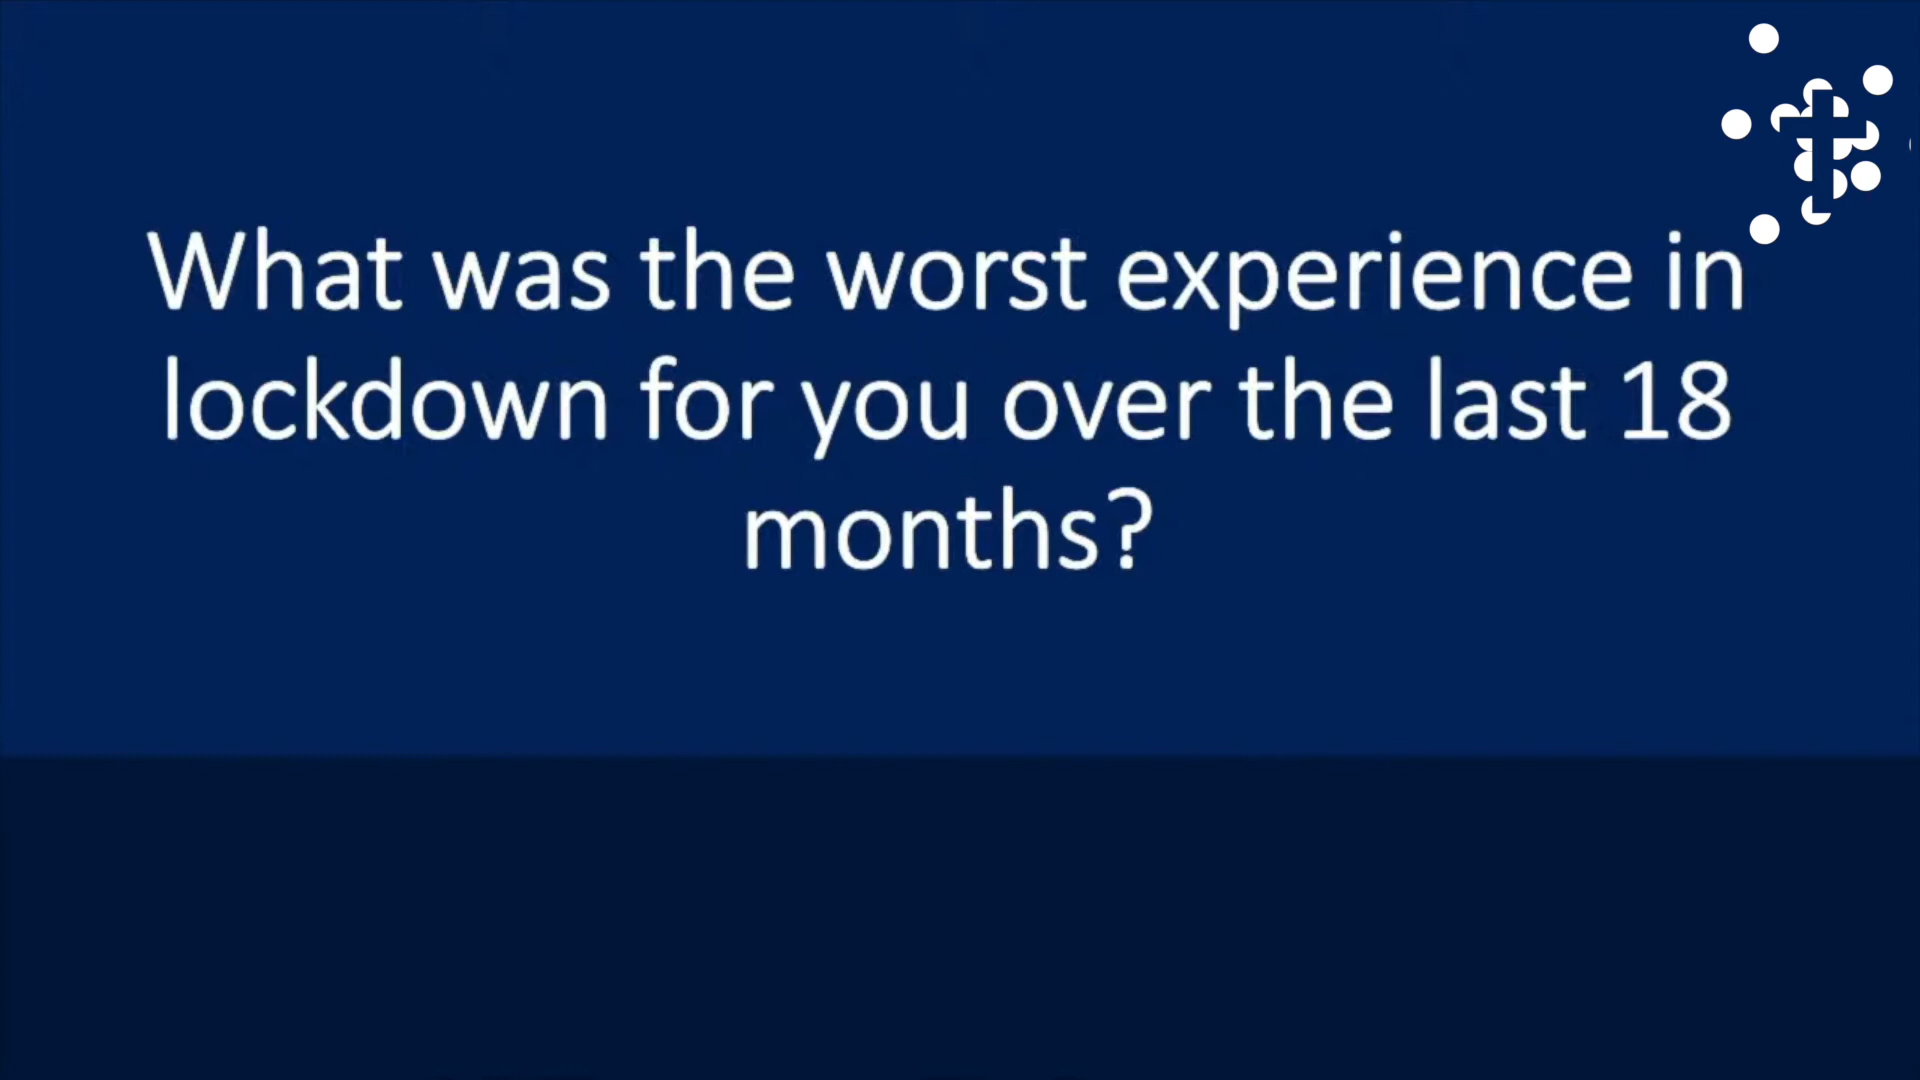 What was the worst experience in
lockdown for you over the last 18
months?